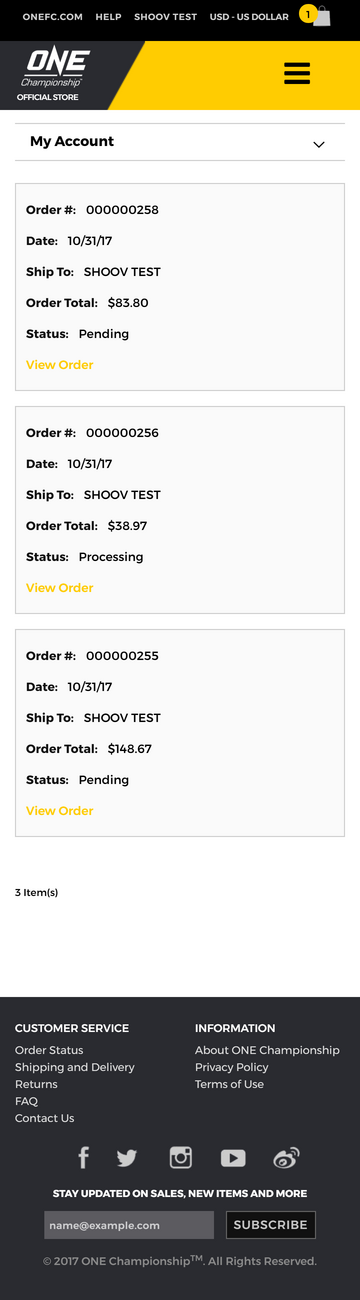 ONEFC.COM HELP SHOOV TEST USD - US DOLLAR 1
ONE
Championship™
OFFICIAL STORE
My Account
Order #: 000000258
Date: 10/31/17
Ship To: SHOOV TEST
Order Total: $83.80
Status: Pending
View Order
Order #: 000000256
Date: 10/31/17
Ship To: SHOOV TEST
Order Total: $38.97
Status: Processing
View Order
Order #: 000000255
Date: 10/31/17
Ship To: SHOOV TEST
Order Total: $148.67
Status: Pending
View Order
3 Item(s)
CUSTOMER SERVICE
Order Status
Shipping and Delivery
Returns
FAQ
Contact Us
INFORMATION
About ONE Championship
Privacy Policy
Terms of Use
STAY UPDATED ON SALES, NEW ITEMS AND MORE
name@example.com SUBSCRIBE
© 2017 ONE Championship™. All Rights Reserved.